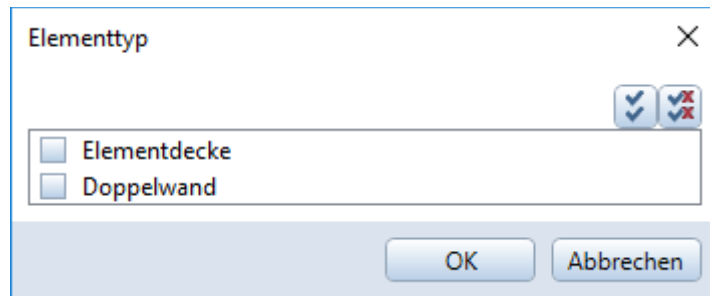 Elementtyp
Elementdecke
Doppelwand
OK
Abbrechen